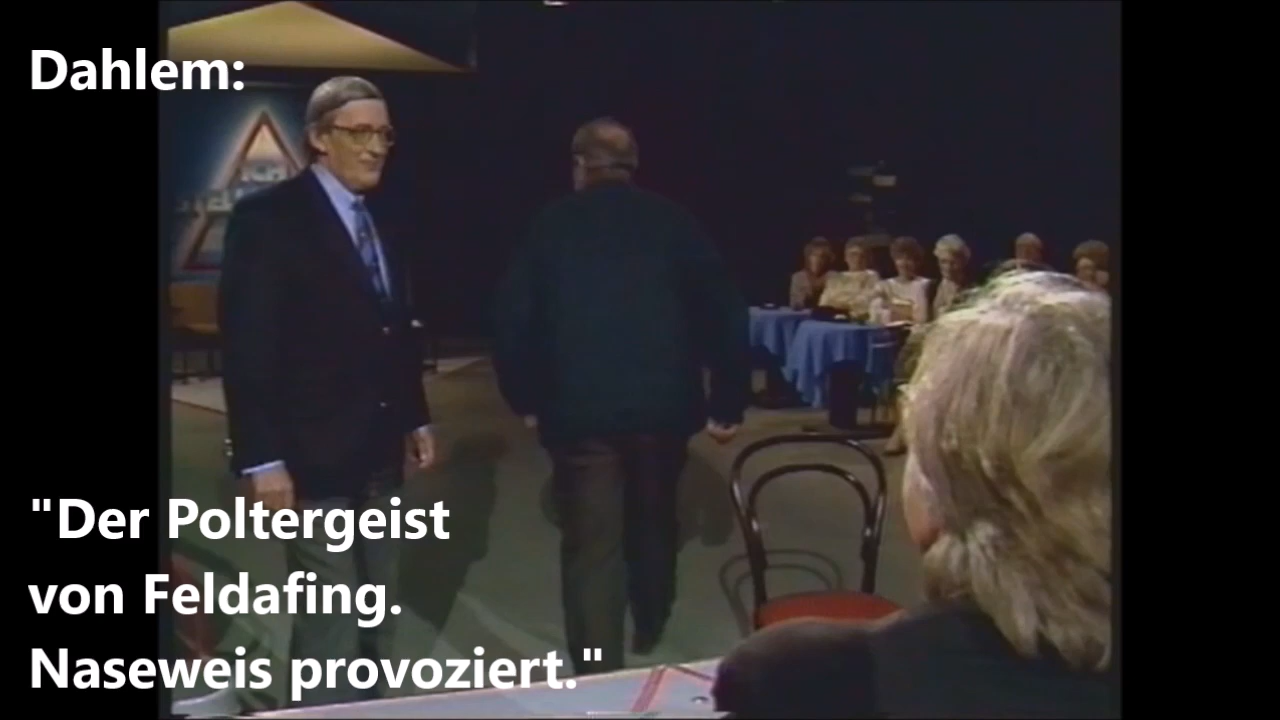 Dahlem:
"Der Poltergeist
von Feldafing.
Naseweis provoziert."